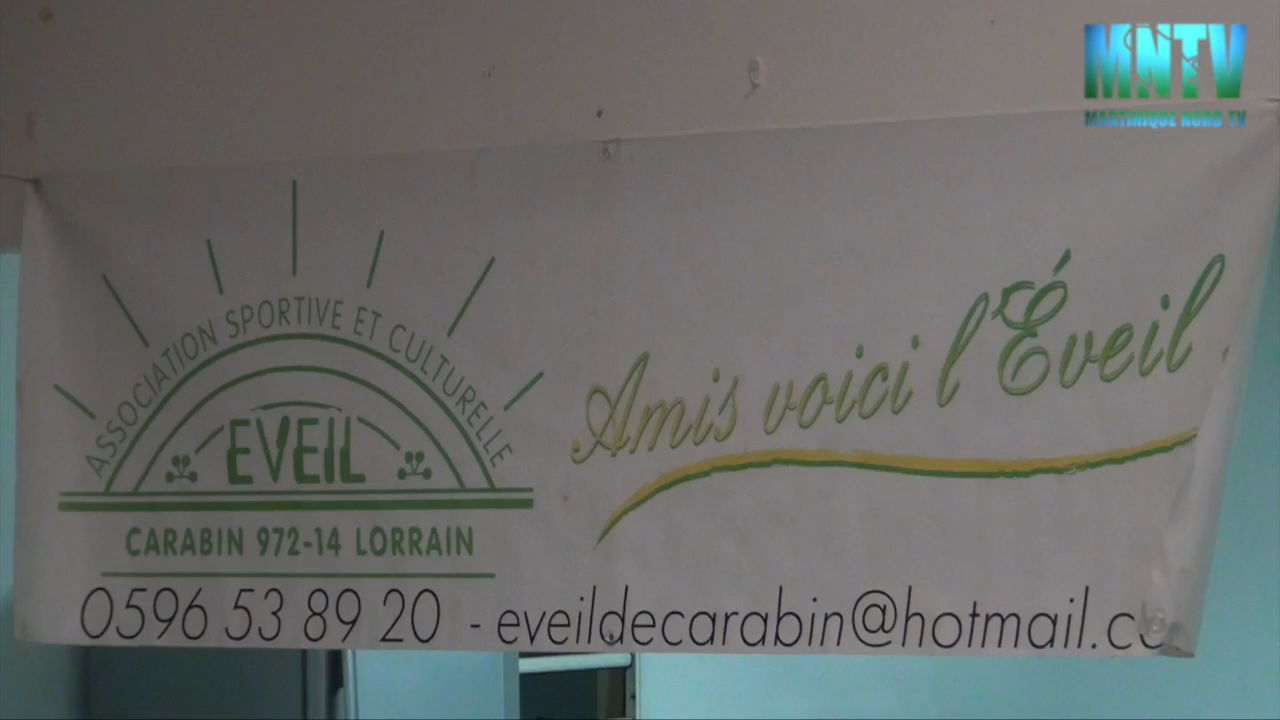 MNTV
MARTINIQUE NORD TV
ASSOCIATION SPORTIVE ET CULTURELLE
EVEIL
CARABIN 972-14 LORRAIN
Amis voici l'Éveil
0596 53 89 20 - eveildecarabin@hotmail.co